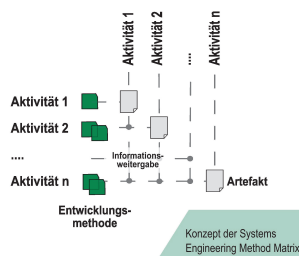 Aktivität 1
Aktivität 2
....
Aktivität n
Aktivität 1
Aktivität 2
....
Informations-
weitergabe
Aktivität n
Artefakt
Entwicklungs-
methode
Konzept der Systems
Engineering Method Matrix